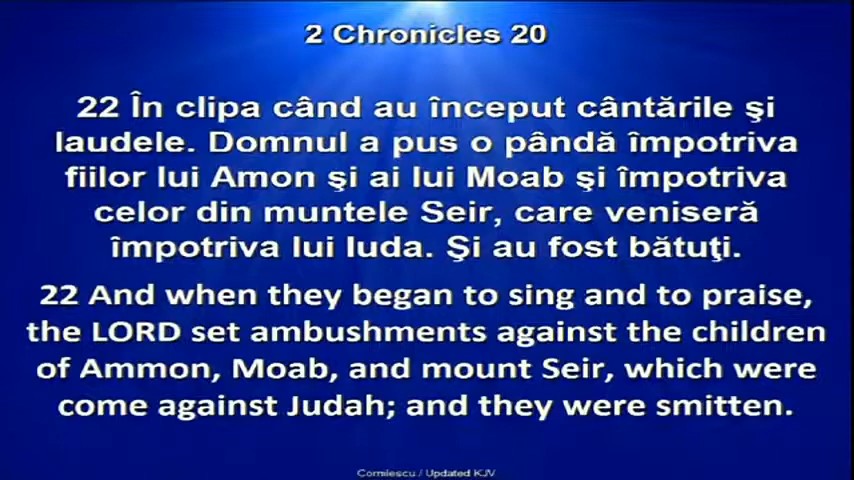 2 Chronicles 20
22 În clipa când au început cântările şi
laudele. Domnul a pus o pândă împotriva
fiilor lui Amon şi ai lui Moab şi împotriva
celor din muntele Seir, care veniseră
împotriva lui Iuda. Şi au fost bătuţi.
22 And when they began to sing and to praise,
the LORD set ambushments against the children
of Ammon, Moab, and mount Seir, which were
come against Judah; and they were smitten.
Cornilescu / Updated KJV